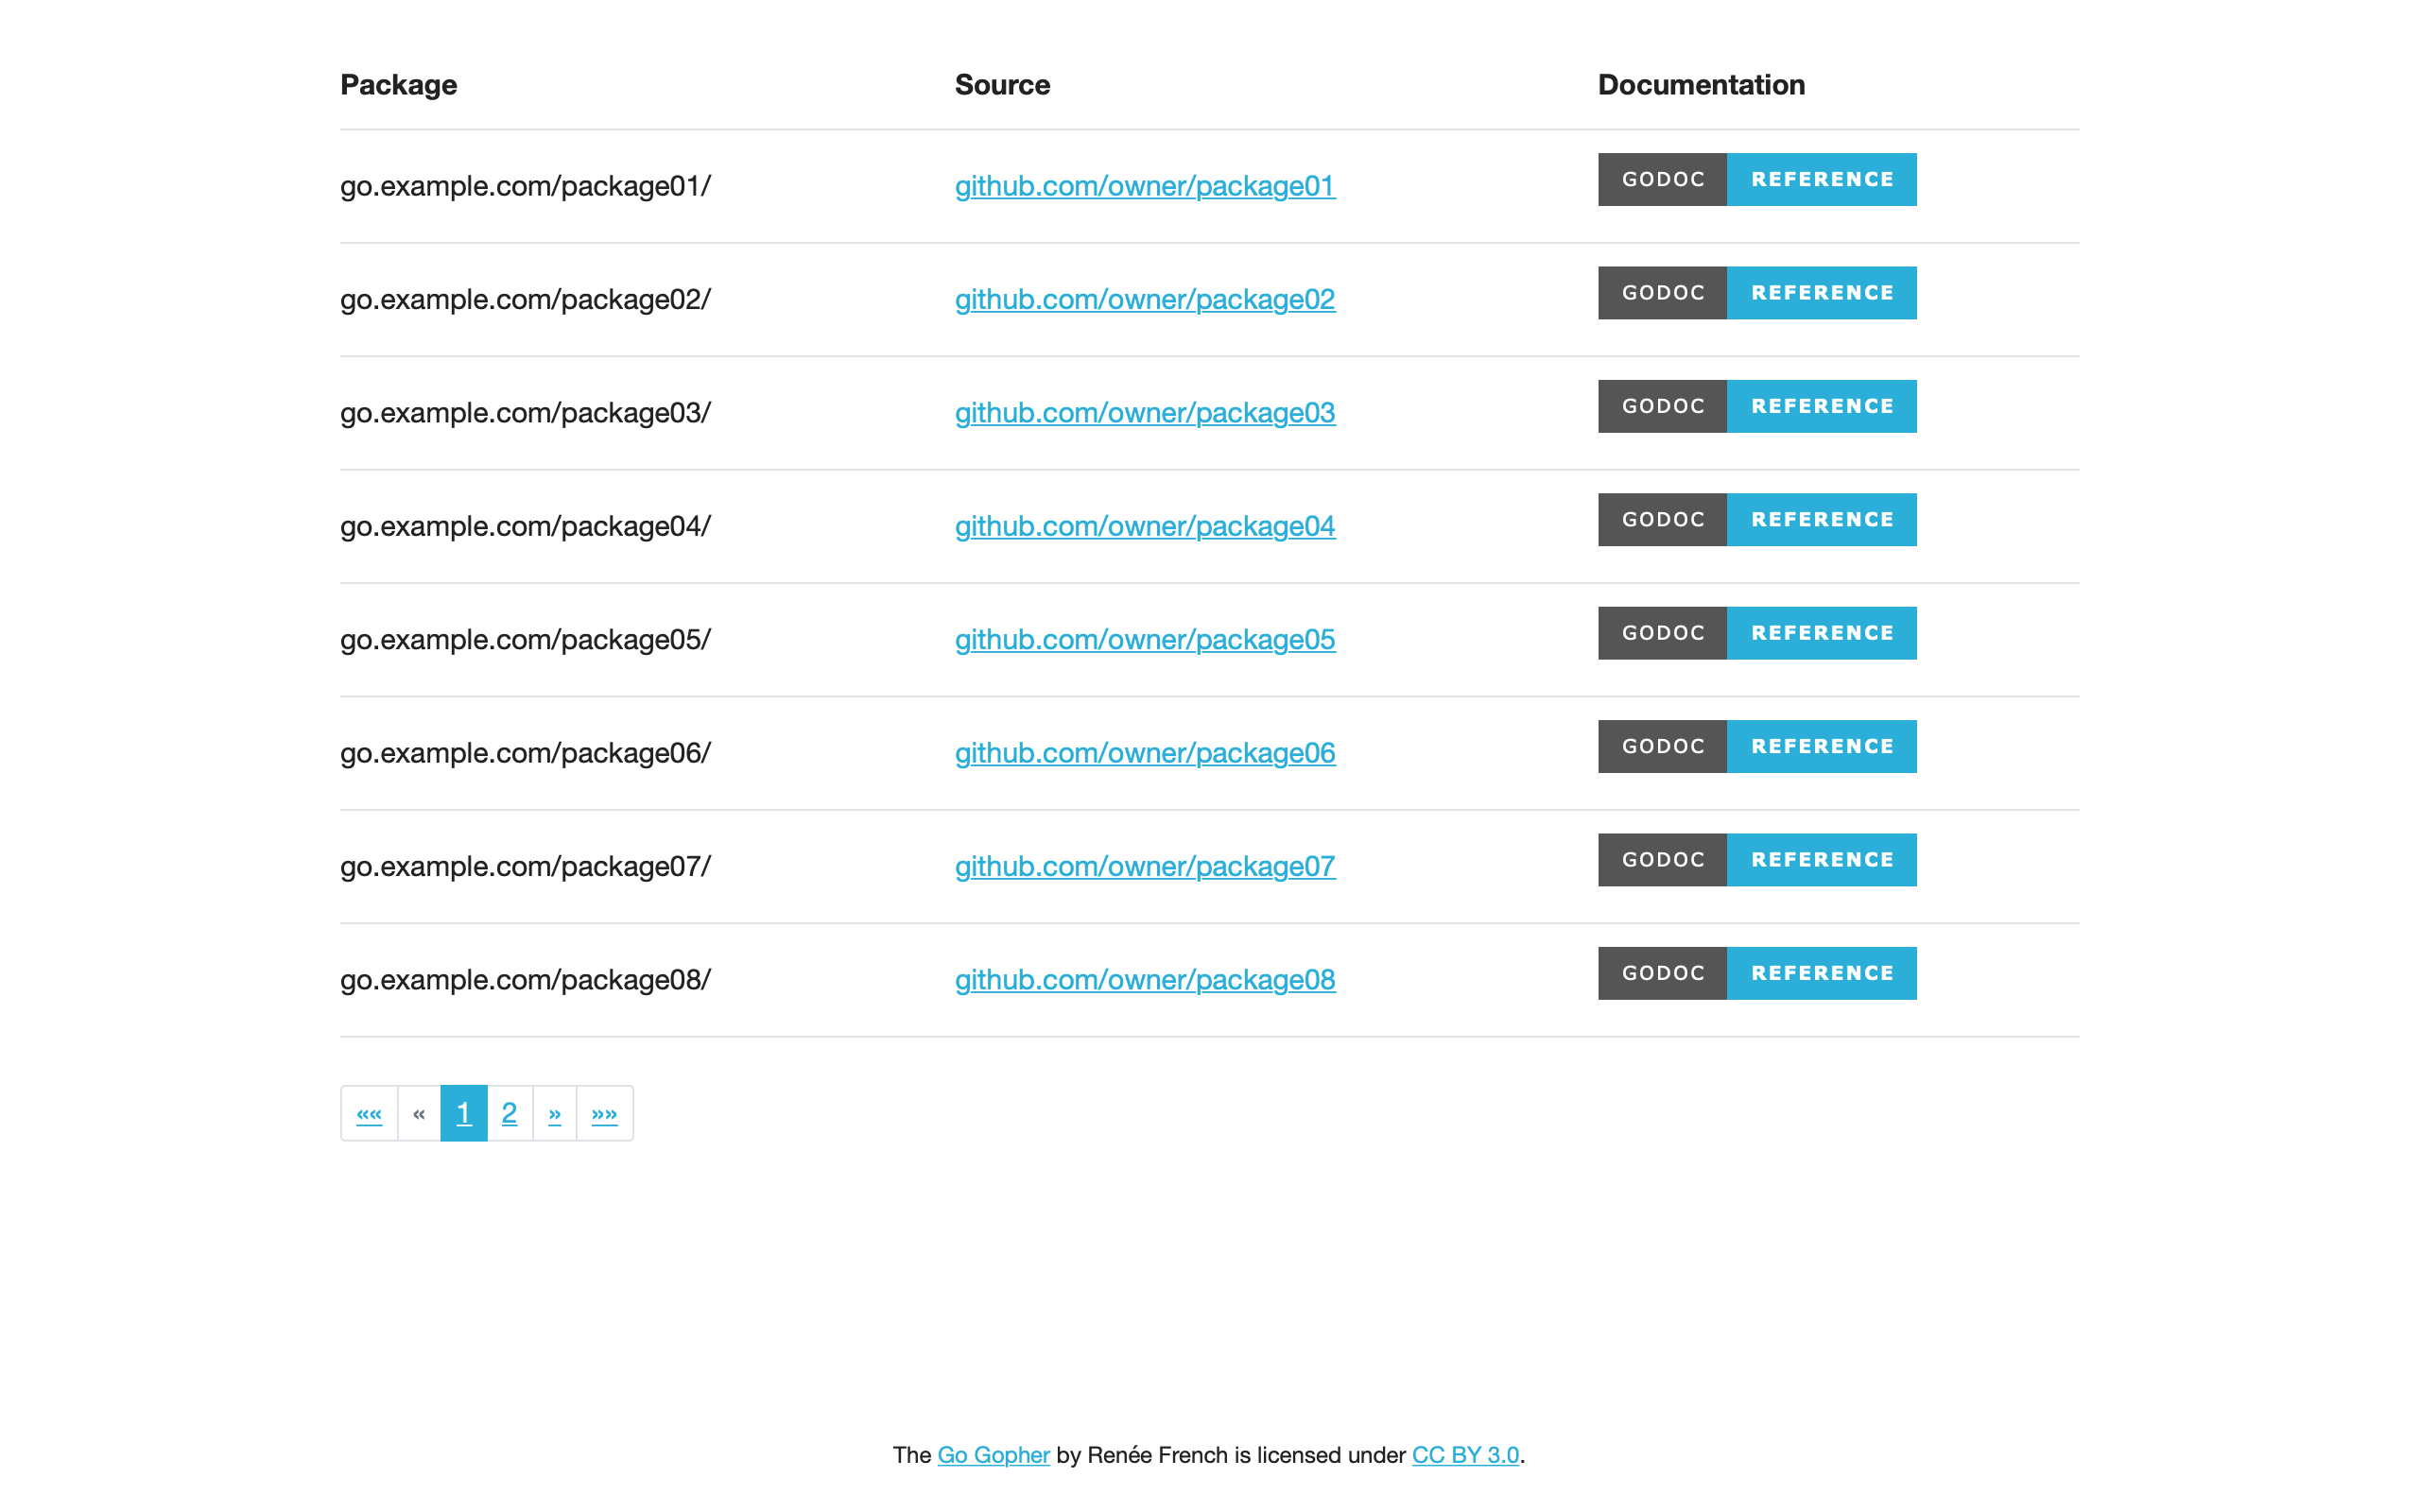 Package Source Documentation
go.example.com/package01/ github.com/owner/package01 GODOC REFERENCE
go.example.com/package02/ github.com/owner/package02 GODOC REFERENCE
go.example.com/package03/ github.com/owner/package03 GODOC REFERENCE
go.example.com/package04/ github.com/owner/package04 GODOC REFERENCE
go.example.com/package05/ github.com/owner/package05 GODOC REFERENCE
go.example.com/package06/ github.com/owner/package06 GODOC REFERENCE
go.example.com/package07/ github.com/owner/package07 GODOC REFERENCE
go.example.com/package08/ github.com/owner/package08 GODOC REFERENCE
«« « 1 2 » »»
The Go Gopher by Renée French is licensed under CC BY 3.0.